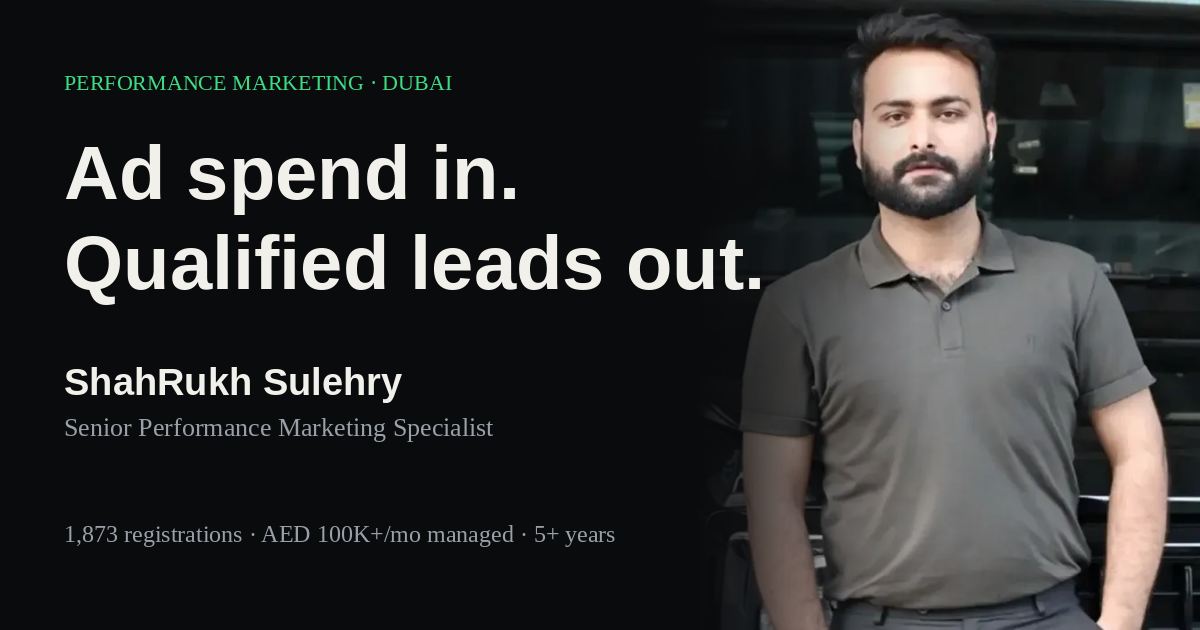 PERFORMANCE MARKETING · DUBAI
Ad spend in.
Qualified leads out.
ShahRukh Sulehry
Senior Performance Marketing Specialist
1,873 registrations · AED 100K+/mo managed · 5+ years